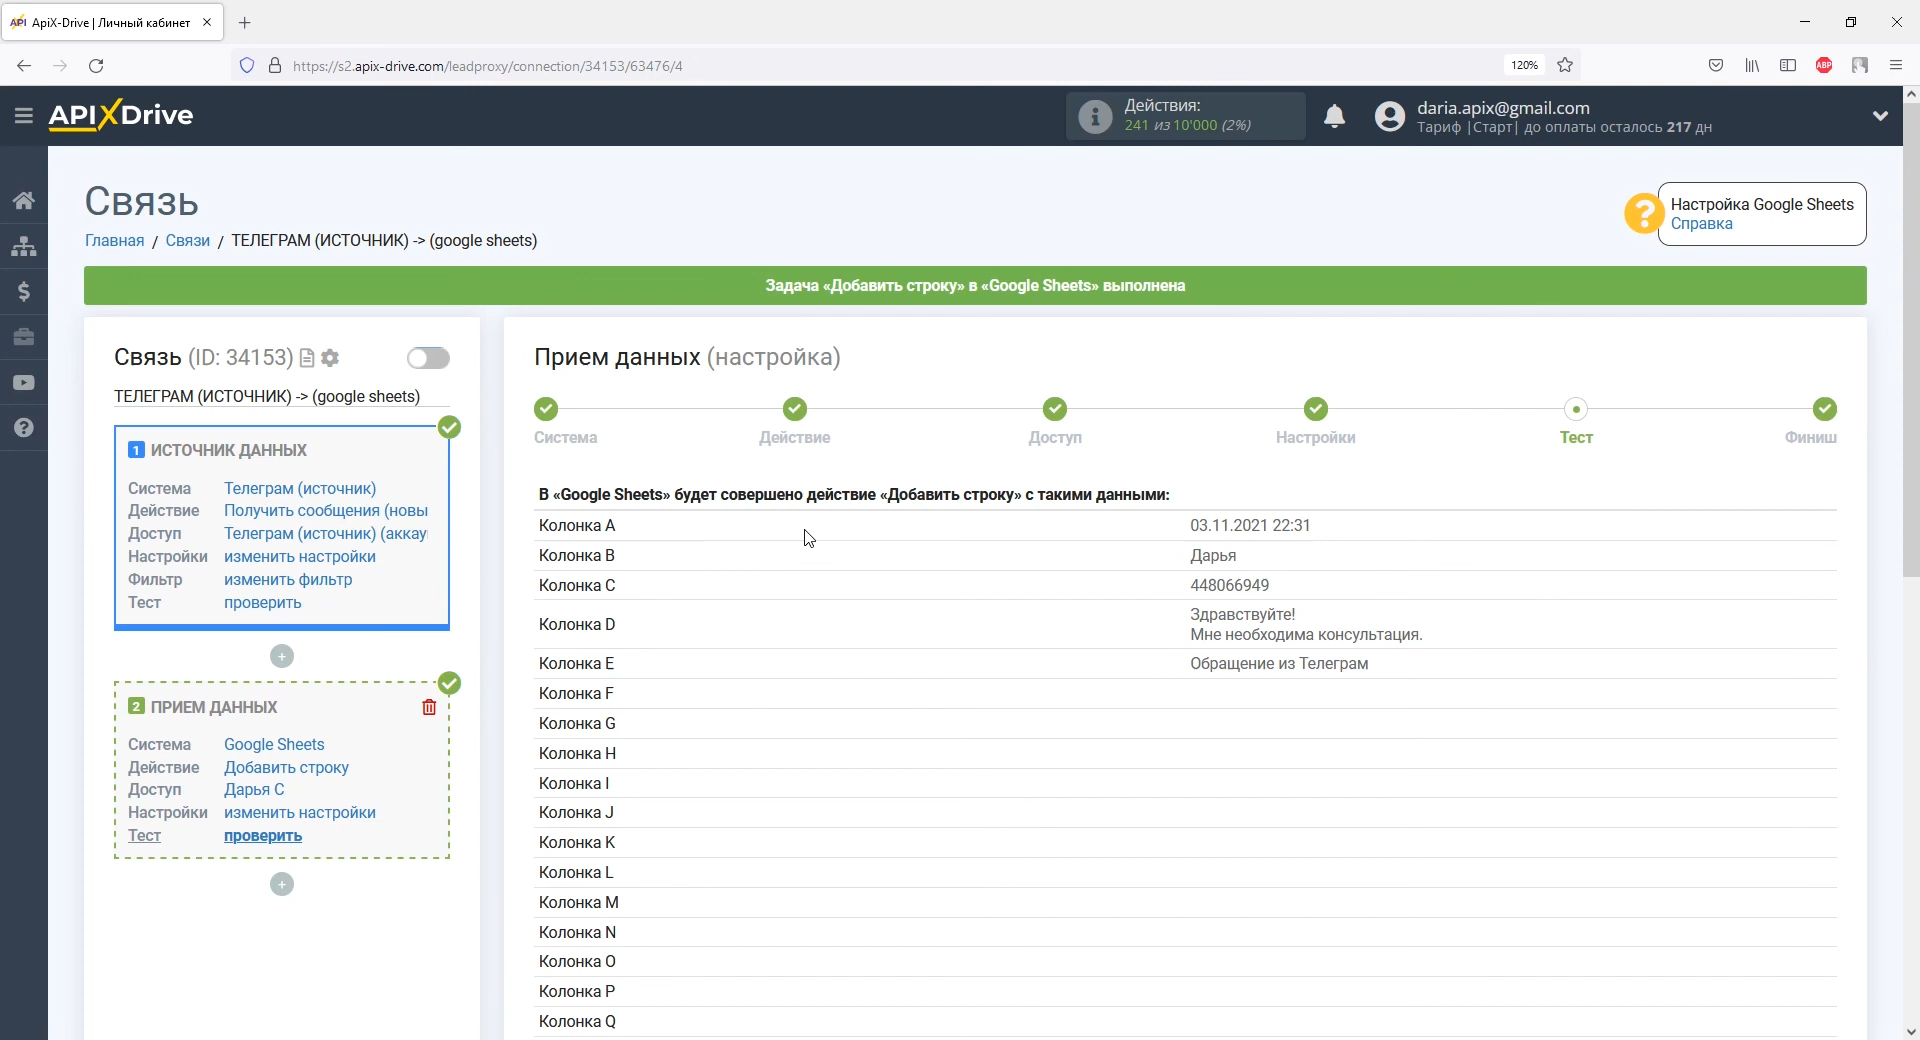 API ApiX-Drive | Личный кабинет
https://s2.apix-drive.com/leadproxy/connection/34153/63476/4
120%
ABP
APIXDrive
Действия:
241 из 10'000 (2%)
daria.apix@gmail.com
Тариф |Старт| до оплаты осталось 217 дн
Связь
Настройка Google Sheets
Справка
Главная / Связи / ТЕЛЕГРАМ (ИСТОЧНИК) -> (google sheets)
Задача «Добавить строку» в «Google Sheets» выполнена
Связь (ID: 34153)
ТЕЛЕГРАМ (ИСТОЧНИК) -> (google sheets)
1 ИСТОЧНИК ДАННЫХ
Система Телеграм (источник)
Действие Получить сообщения (новы
Доступ Телеграм (источник) (аккау
Настройки изменить настройки
Фильтр изменить фильтр
Тест проверить
2 ПРИЕМ ДАННЫХ
Система Google Sheets
Действие Добавить строку
Доступ Дарья С
Настройки изменить настройки
Тест проверить
Прием данных (настройка)
Система Действие Доступ Настройки Тест Финиш
В «Google Sheets» будет совершено действие «Добавить строку» с такими данными:
Колонка A 03.11.2021 22:31
Колонка B Дарья
Колонка C 448066949
Колонка D Здравствуйте!
Мне необходима консультация.
Колонка E Обращение из Телеграм
Колонка F
Колонка G
Колонка H
Колонка I
Колонка J
Колонка K
Колонка L
Колонка M
Колонка N
Колонка O
Колонка P
Колонка Q